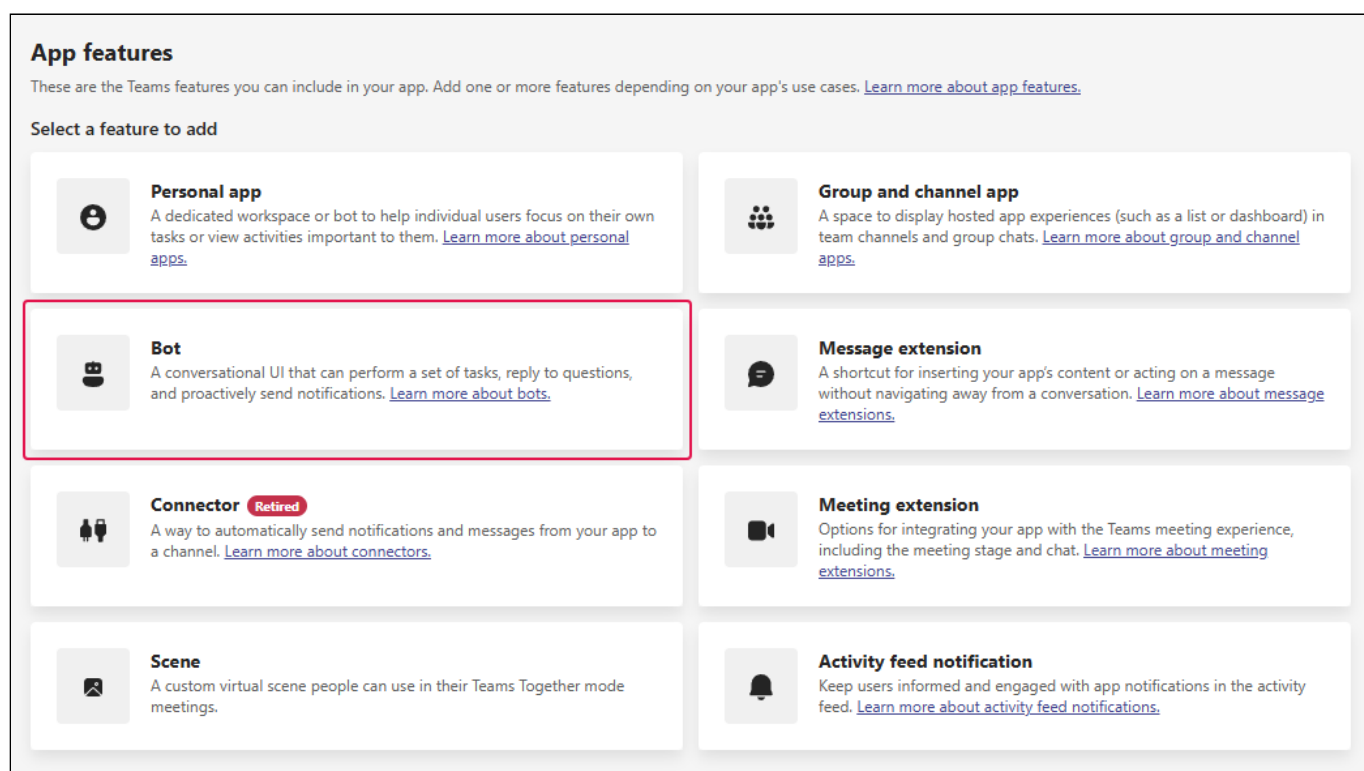 App features
These are the Teams features you can include in your app. Add one or more features depending on your app's use cases. Learn more about app features.
Select a feature to add
Personal app
A dedicated workspace or bot to help individual users focus on their own
tasks or view activities important to them. Learn more about personal
apps.
Group and channel app
A space to display hosted app experiences (such as a list or dashboard) in
team channels and group chats. Learn more about group and channel
apps.
Bot
A conversational UI that can perform a set of tasks, reply to questions,
and proactively send notifications. Learn more about bots.
Message extension
A shortcut for inserting your app's content or acting on a message
without navigating away from a conversation. Learn more about message
extensions.
Connector Retired
A way to automatically send notifications and messages from your app to
a channel. Learn more about connectors.
Meeting extension
Options for integrating your app with the Teams meeting experience,
including the meeting stage and chat. Learn more about meeting
extensions.
Scene
A custom virtual scene people can use in their Teams Together mode
meetings.
Activity feed notification
Keep users informed and engaged with app notifications in the activity
feed. Learn more about activity feed notifications.